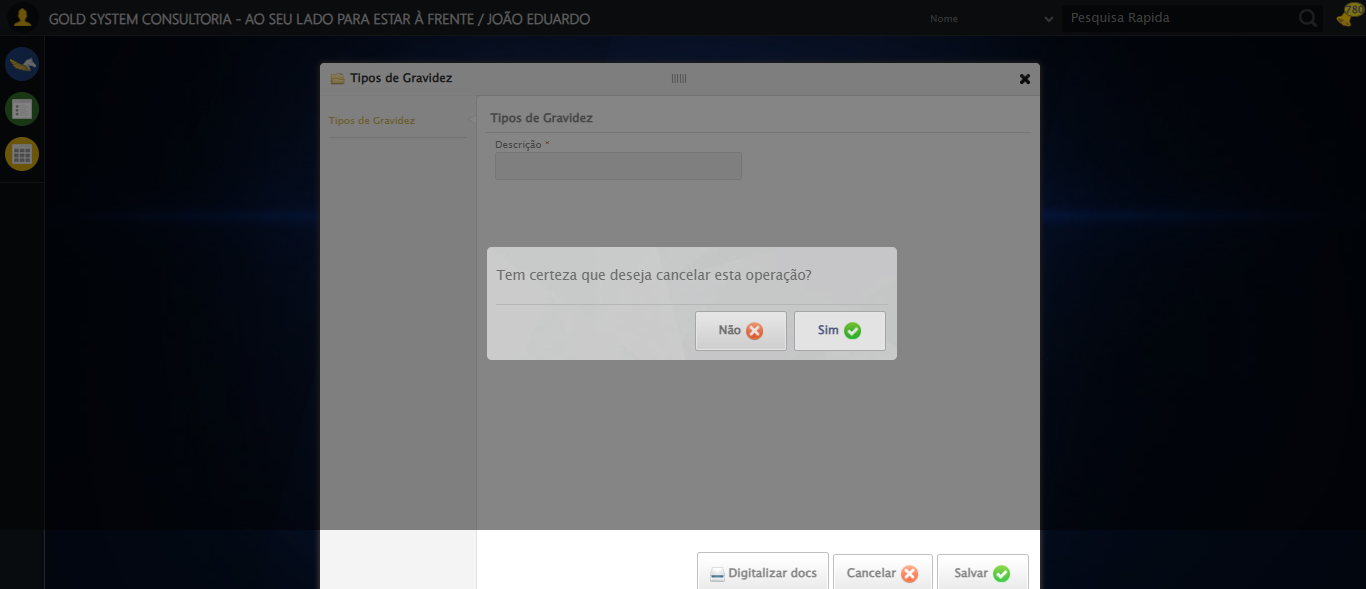 GOLD SYSTEM CONSULTORIA - AO SEU LADO PARA ESTAR À FRENTE / JOÃO EDUARDO
Nome
Pesquisa Rapida
780
Tipos de Gravidez
Tipos de Gravidez
Tipos de Gravidez
Descrição *
Tem certeza que deseja cancelar esta operação?
Não
Sim
Digitalizar docs
Cancelar
Salvar